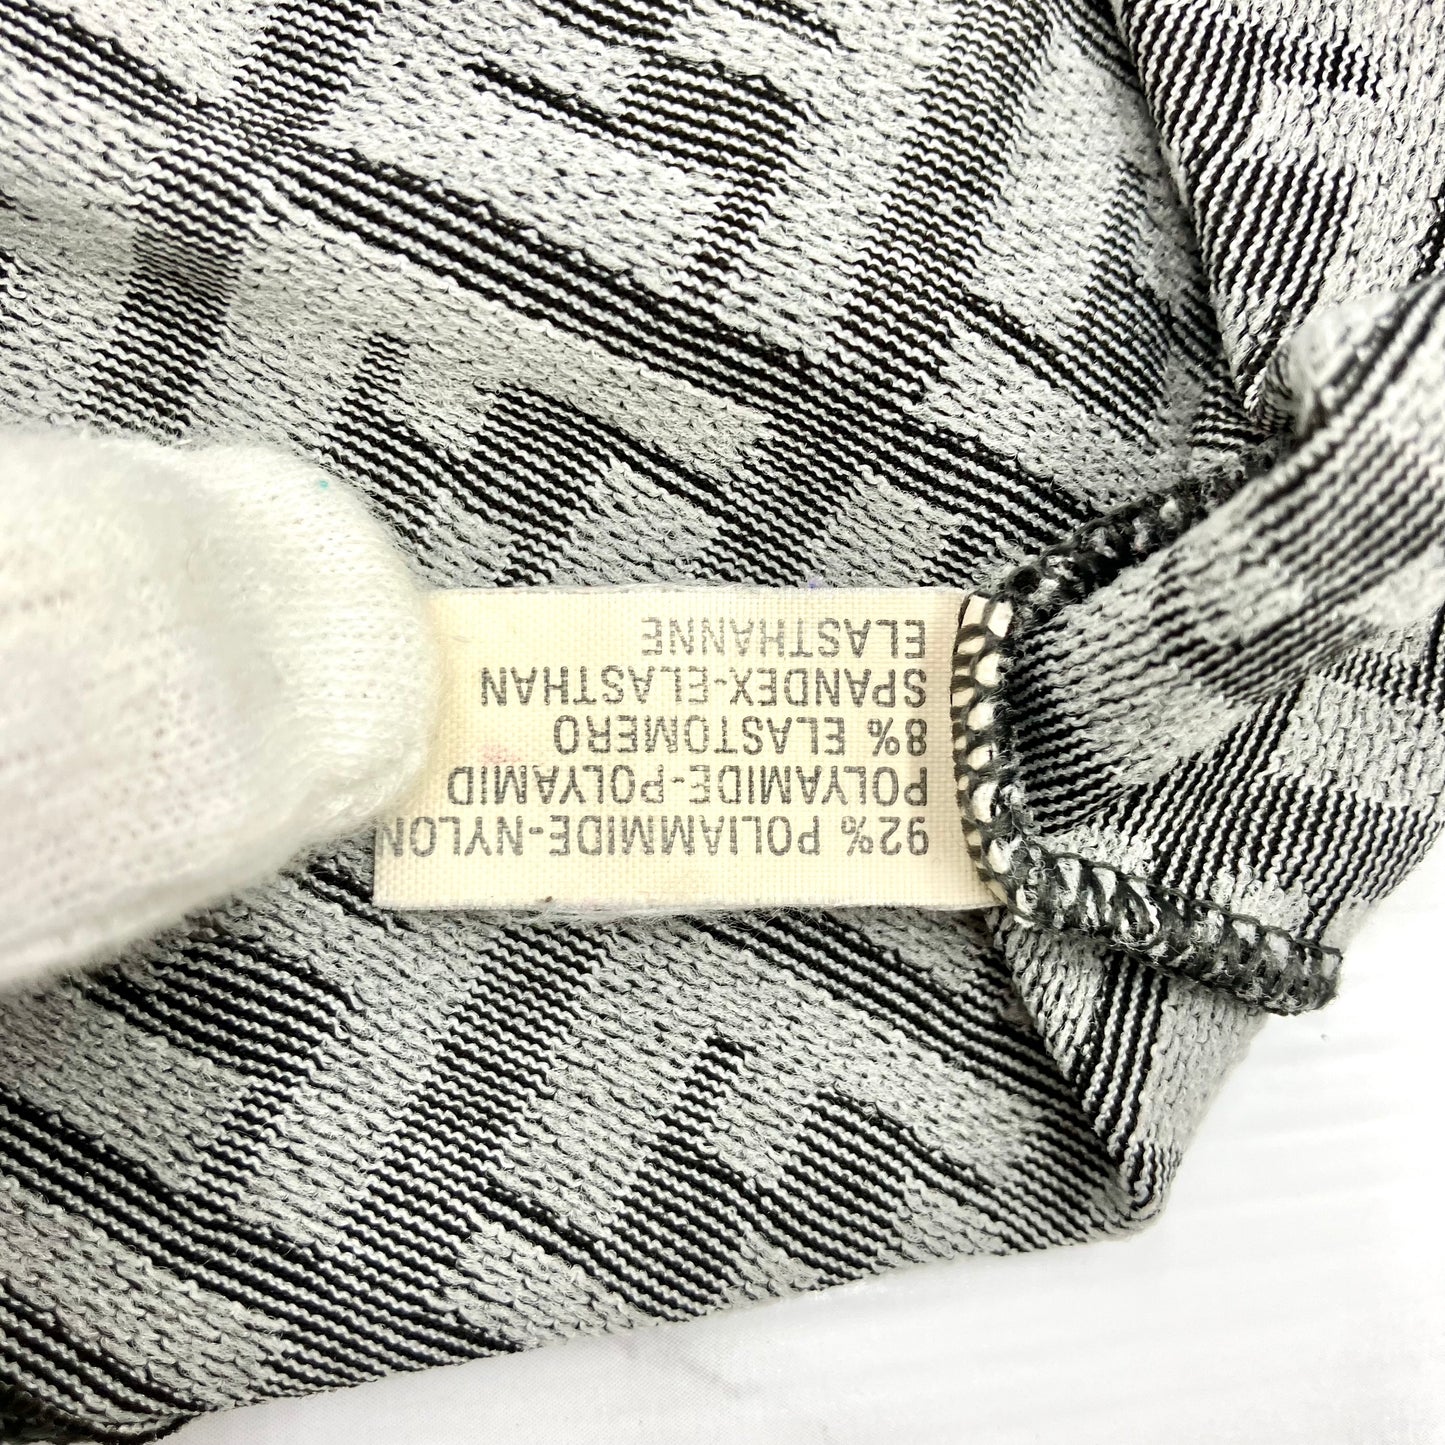 92% POLIAMMIDE-NYLON
POLYAMIDE-POLYAMID
8% ELASTOMERO
SPANDEX-ELASTHAN
ELASTHANNE